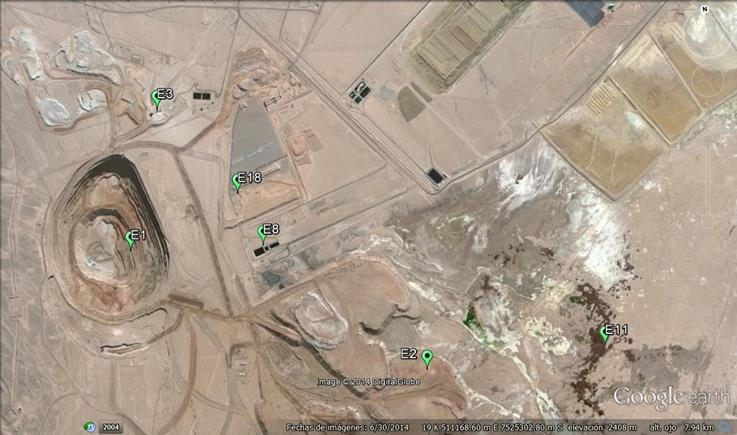 N
E3
E18
E8
E1
E2
E11
Image © 2014 DigitalGlobe
Google earth
2004
Fechas de imágenes: 6/30/2014 19 K 511168.60 m E 7525302.80 m S elevación 2408 m alt. ojo 7.94 km